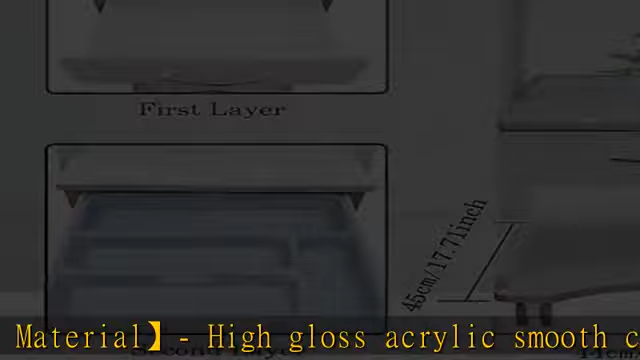 First Layer
45cm/17.71inch
Material】- High gloss acrylic smooth c